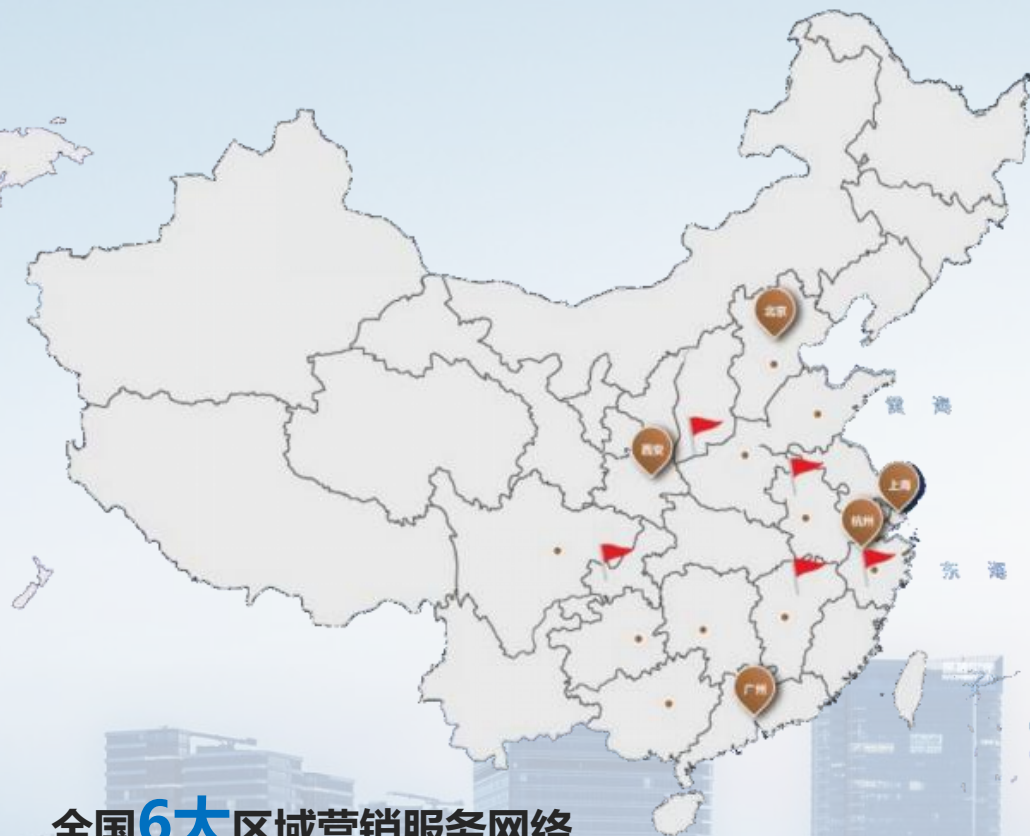 北京
黄 海
西安
上海
杭州
东 海
广州
全国6大区域营销服务网络